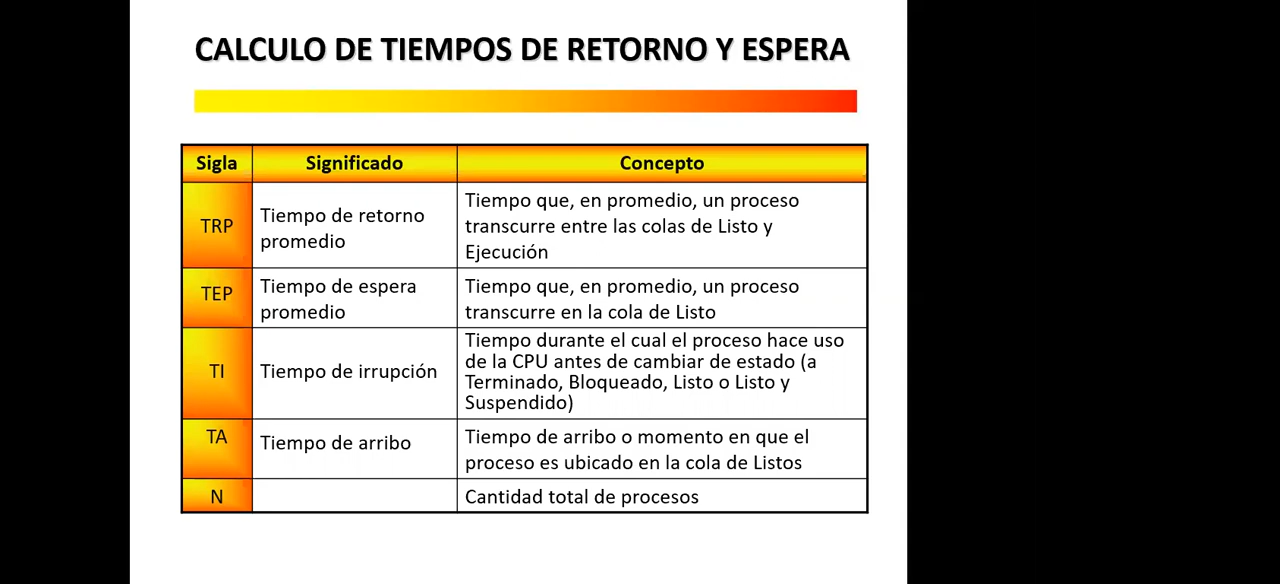 CALCULO DE TIEMPOS DE RETORNO Y ESPERA
Sigla Significado Concepto
TRP
Tiempo de retorno
promedio
Tiempo que, en promedio, un proceso
transcurre entre las colas de Listo y
Ejecución
TEP
Tiempo de espera
promedio
Tiempo que, en promedio, un proceso
transcurre en la cola de Listo
TI
Tiempo de irrupción
Tiempo durante el cual el proceso hace uso
de la CPU antes de cambiar de estado (a
Terminado, Bloqueado, Listo o Listo y
Suspendido)
TA
Tiempo de arribo
Tiempo de arribo o momento en que el
proceso es ubicado en la cola de Listos
N
Cantidad total de procesos